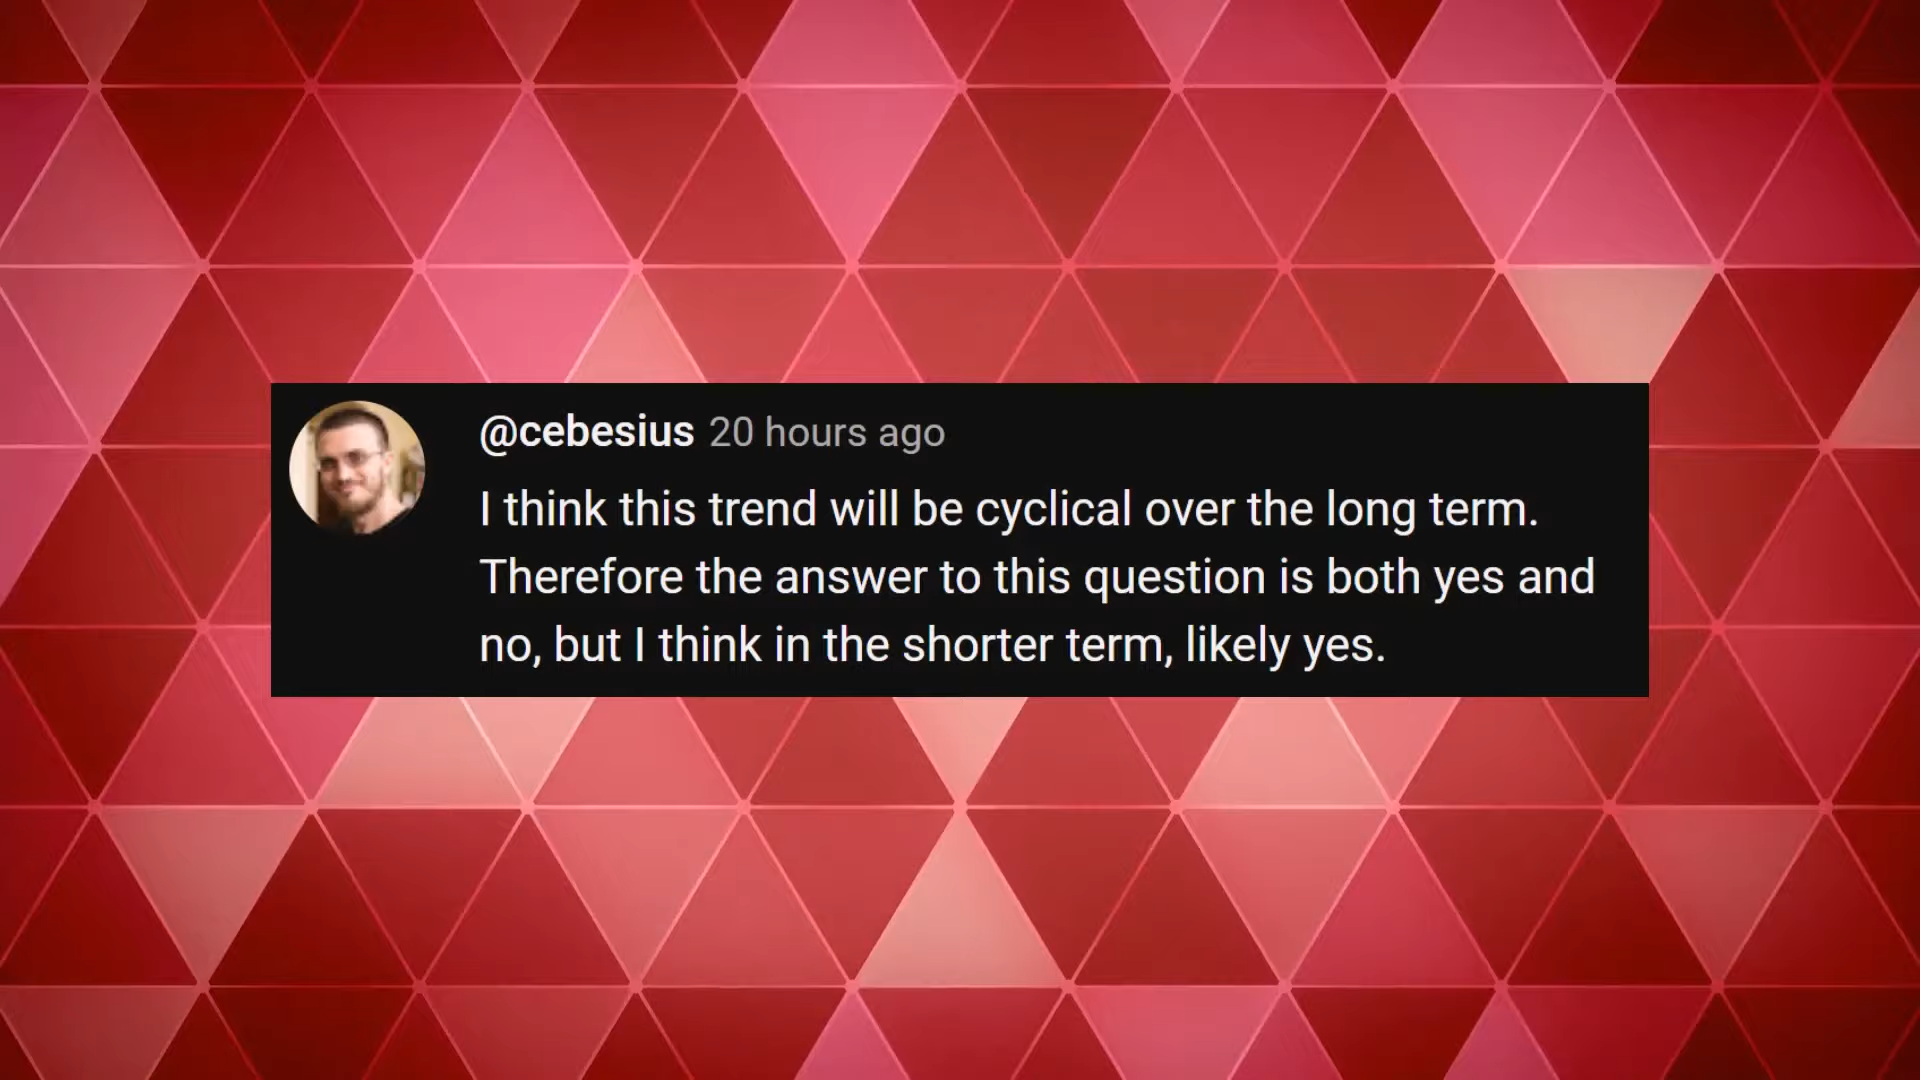 @cebesius 20 hours ago
I think this trend will be cyclical over the long term.
Therefore the answer to this question is both yes and
no, but I think in the shorter term, likely yes.